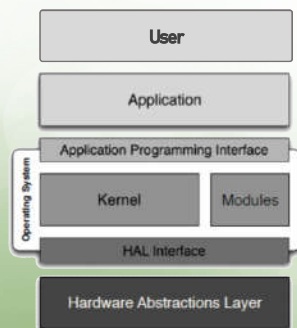 User
Application
Application Programming Interface
Operating System
Kernel
Modules
HAL Interface
Hardware Abstractions Layer